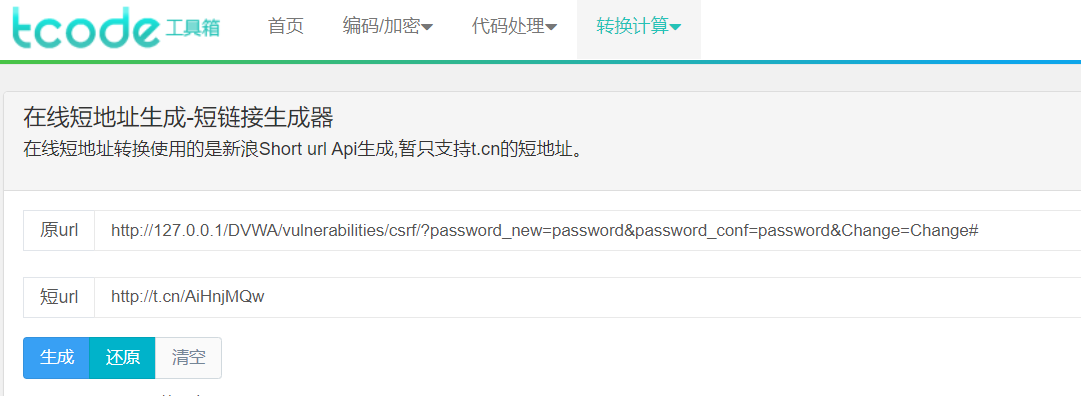 tcode工具箱 首页 编码/加密 代码处理 转换计算
在线短地址生成-短链接生成器
在线短地址转换使用的是新浪Short url Api生成,暂只支持t.cn的短地址。
原url http://127.0.0.1/DVWA/vulnerabilities/csrf/?password_new=password&password_conf=password&Change=Change#
短url http://t.cn/AiHnjMQw
生成 还原 清空